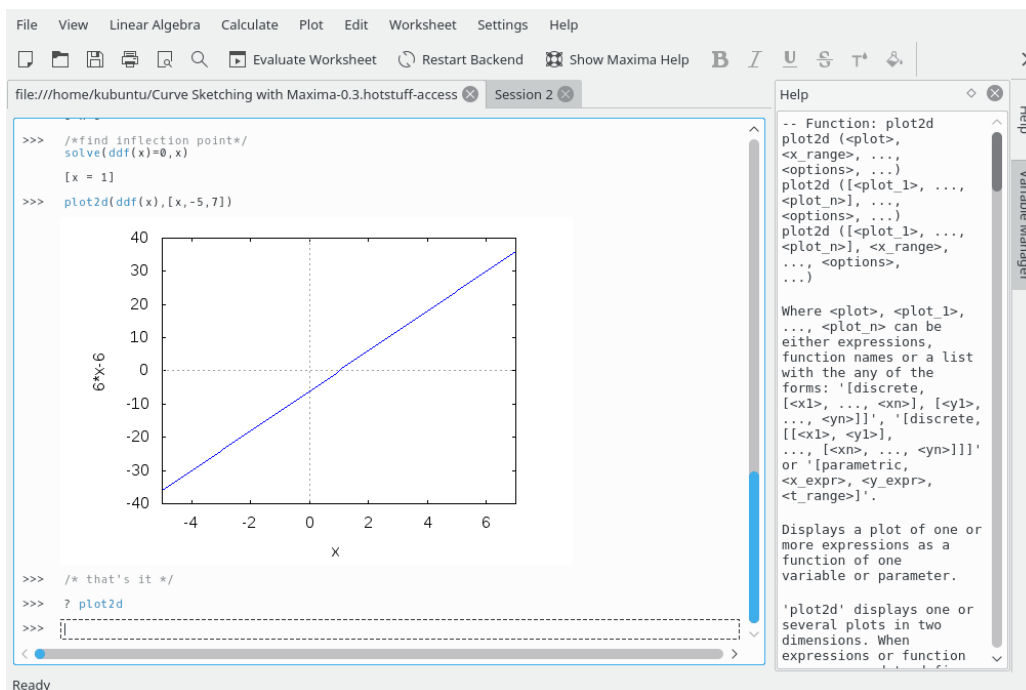 File View Linear Algebra Calculate Plot Edit Worksheet Settings Help
Evaluate Worksheet Restart Backend Show Maxima Help B I U S T
file:///home/kubuntu/Curve Sketching with Maxima-0.3.hotstuff-access Session 2
>>> /*find inflection point*/
solve(ddf(x)=0,x)
[x = 1]
>>> plot2d(ddf(x),[x,-5,7])
40
30
20
10
0
-10
-20
-30
-40
6*x-6
-4 -2 0 2 4 6
x
>>> /* that's it */
>>> ? plot2d
>>>
Help
-- Function: plot2d
plot2d (<plot>,
<x_range>, ...,
<options>, ...)
plot2d ([<plot_1>, ...,
<plot_n>], ...,
<options>, ...)
plot2d ([<plot_1>, ...,
<plot_n>], <x_range>,
..., <options>,
...)
Where <plot>, <plot_1>,
..., <plot_n> can be
either expressions,
function names or a list
with the any of the
forms: '[discrete,
[<x1>, ..., <xn>], [<y1>,
..., <yn>]]', '[discrete,
[[<x1>, <y1>],
..., [<xn>, ..., <yn>]]]'
or '[parametric,
<x_expr>, <y_expr>,
<t_range>]'.
Displays a plot of one or
more expressions as a
function of one
variable or parameter.
'plot2d' displays one or
several plots in two
dimensions. When
expressions or function
Help
Variable Manager
Ready